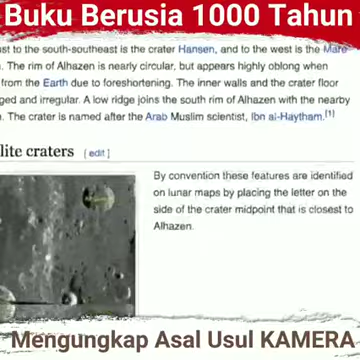 Buku Berusia 1000 Tahun
st to the south-southeast is the crater Hansen, and to the west is the Mare
. The rim of Alhazen is nearly circular, but appears highly oblong when
from the Earth due to foreshortening. The inner walls and the crater floor
ged and irregular. A low ridge joins the south rim of Alhazen with the nearby
. The crater is named after the Arab Muslim scientist, Ibn al-Haytham.[1]
lite craters [edit]
By convention these features are identified
on lunar maps by placing the letter on the
side of the crater midpoint that is closest to
Alhazen.
Mengungkap Asal Usul KAMERA